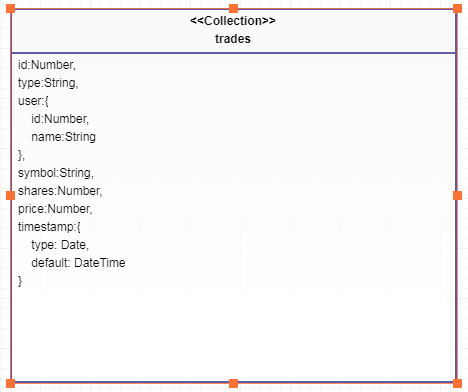 <<Collection>>
trades
id:Number,
type:String,
user:{
id:Number,
name:String
},
symbol:String,
shares:Number,
price:Number,
timestamp:{
type: Date,
default: DateTime
}